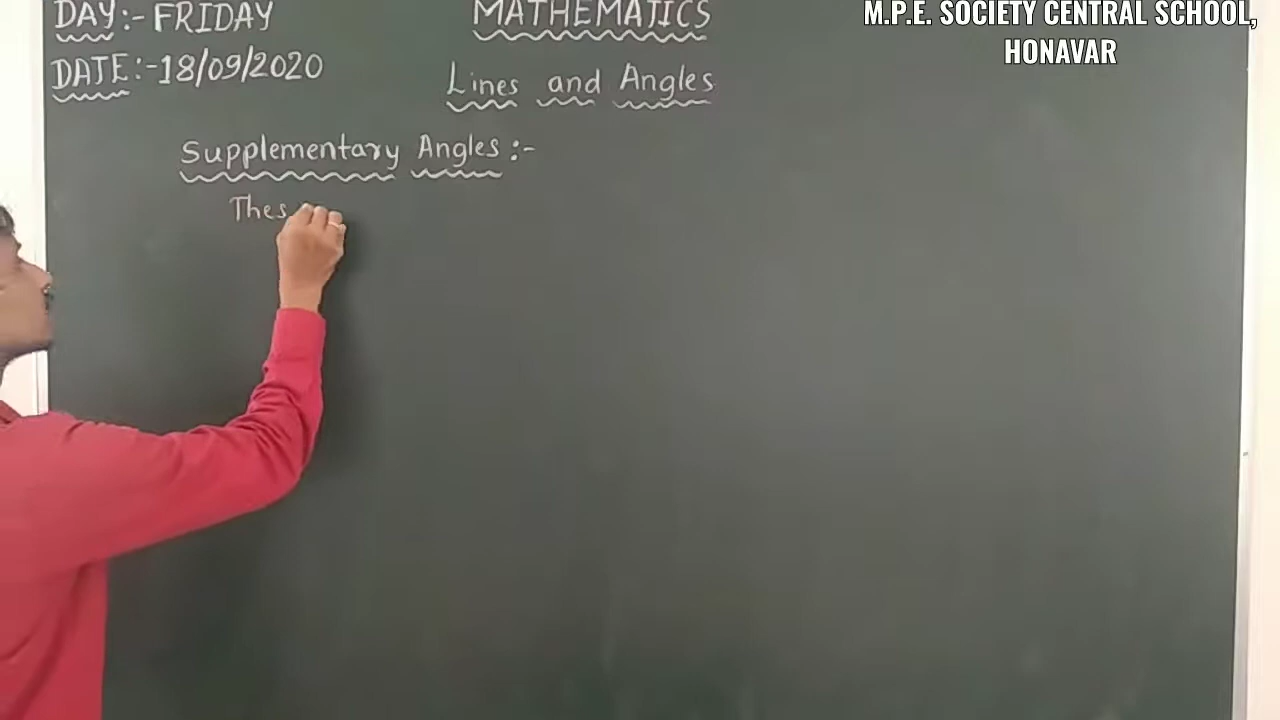 DAY:- FRIDAY
MATHEMATICS
M.P.E. SOCIETY CENTRAL SCHOOL,
HONAVAR
DATE:-18/09/2020
Lines and Angles
Supplementary Angles :-
Thes